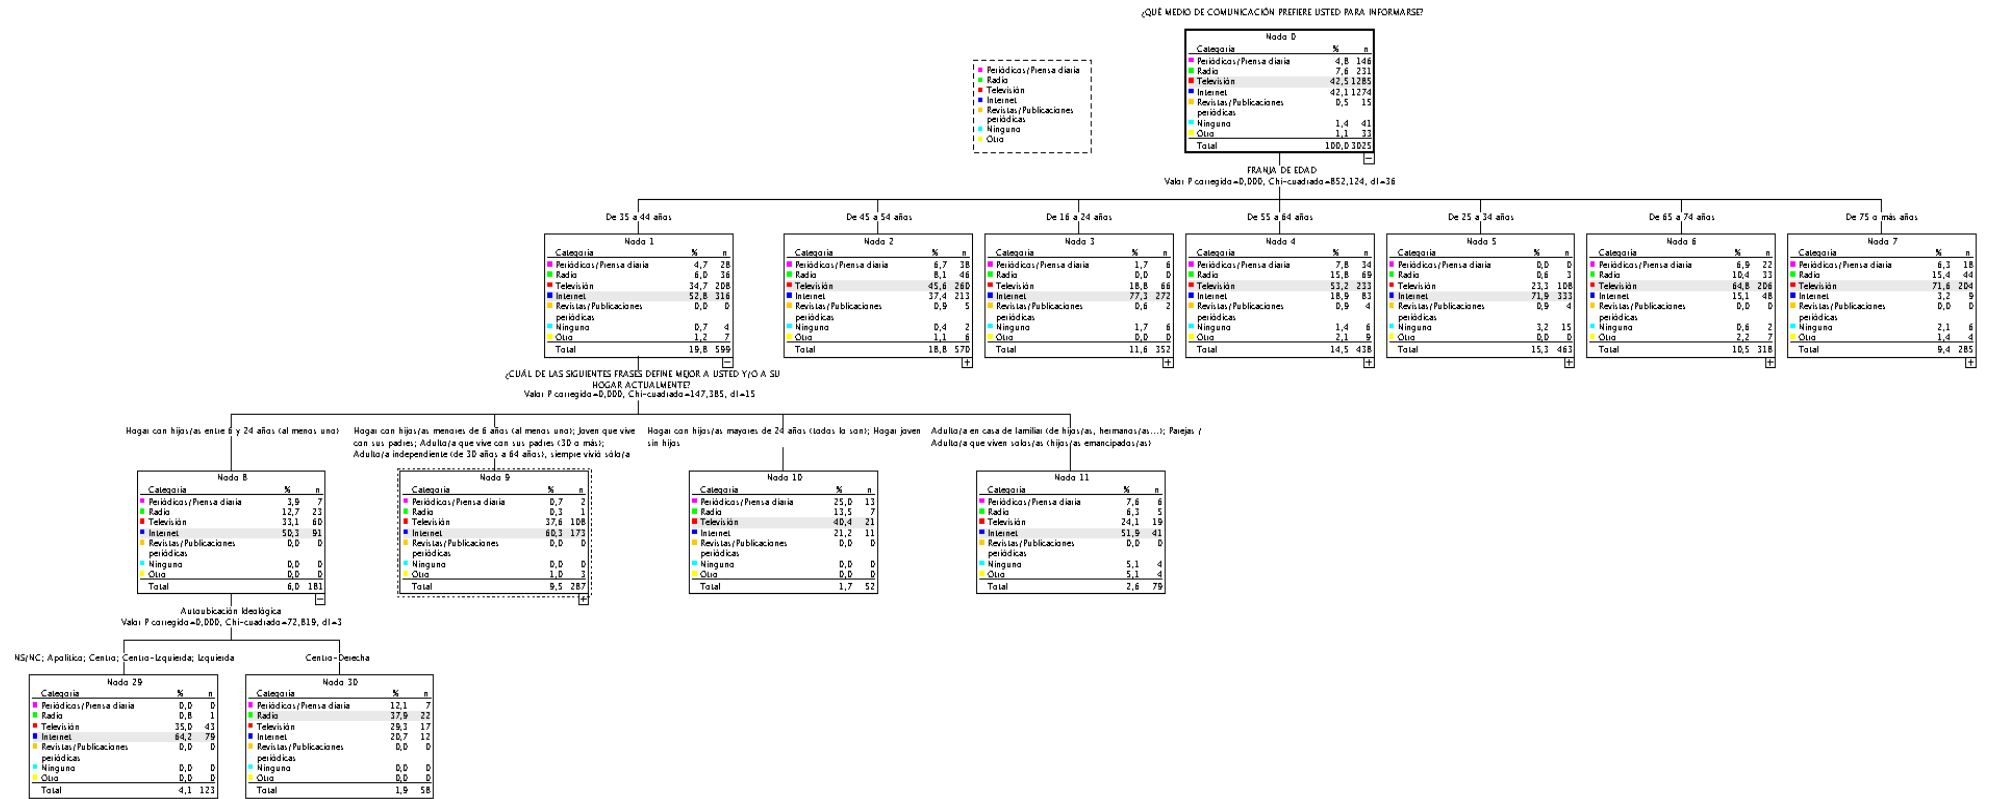 ¿QUÉ MEDIO DE COMUNICACIÓN PREFIERE USTED PARA INFORMARSE?
Periódicos/Prensa diaria
Radio
Televisión
Internet
Revistas/Publicaciones
periódicas
Ninguno
Otro
Nodo 0
Categoría % n
Periódicos/Prensa diaria 4,8 146
Radio 7,6 231
Televisión 42,5 1285
Internet 42,1 1274
Revistas/Publicaciones 0,5 15
periódicas
Ninguno 1,4 41
Otro 1,1 33
Total 100,0 3025
FRANJA DE EDAD
Valor P corregido=0,000, Chi-cuadrado=852,124, df=36
De 35 a 44 años
Nodo 1
Categoría % n
Periódicos/Prensa diaria 4,7 28
Radio 6,0 36
Televisión 34,7 208
Internet 52,8 316
Revistas/Publicaciones 0,0 0
periódicas
Ninguno 0,7 4
Otro 1,2 7
Total 19,8 599
De 45 a 54 años
Nodo 2
Categoría % n
Periódicos/Prensa diaria 6,7 38
Radio 8,1 46
Televisión 45,6 260
Internet 37,4 213
Revistas/Publicaciones 0,9 5
periódicas
Ninguno 0,4 2
Otro 1,1 6
Total 18,8 570
De 16 a 24 años
Nodo 3
Categoría % n
Periódicos/Prensa diaria 1,7 6
Radio 0,0 0
Televisión 18,8 66
Internet 77,3 272
Revistas/Publicaciones 0,6 2
periódicas
Ninguno 1,7 6
Otro 0,0 0
Total 11,6 352
De 55 a 64 años
Nodo 4
Categoría % n
Periódicos/Prensa diaria 7,8 34
Radio 15,8 69
Televisión 53,2 233
Internet 18,9 83
Revistas/Publicaciones 0,9 4
periódicas
Ninguno 1,4 6
Otro 2,1 9
Total 14,5 438
De 25 a 34 años
Nodo 5
Categoría % n
Periódicos/Prensa diaria 0,0 0
Radio 0,6 3
Televisión 23,3 108
Internet 71,9 333
Revistas/Publicaciones 0,9 4
periódicas
Ninguno 3,2 15
Otro 0,0 0
Total 15,3 463
De 65 a 74 años
Nodo 6
Categoría % n
Periódicos/Prensa diaria 6,9 22
Radio 10,4 33
Televisión 64,8 206
Internet 15,1 48
Revistas/Publicaciones 0,0 0
periódicas
Ninguno 0,6 2
Otro 2,2 7
Total 10,5 318
De 75 o más años
Nodo 7
Categoría % n
Periódicos/Prensa diaria 6,3 18
Radio 15,4 44
Televisión 71,6 204
Internet 3,2 9
Revistas/Publicaciones 0,0 0
periódicas
Ninguno 2,1 6
Otro 1,4 4
Total 9,4 285
¿CUÁL DE LAS SIGUIENTES FRASES DEFINE MEJOR A USTED Y/O A SU
HOGAR ACTUALMENTE?
Valor P corregido=0,000, Chi-cuadrado=147,385, df=15
Hogar con hijos/as entre 6 y 24 años (al menos uno)
Nodo 8
Categoría % n
Periódicos/Prensa diaria 3,9 7
Radio 12,7 23
Televisión 33,1 60
Internet 50,3 91
Revistas/Publicaciones 0,0 0
periódicas
Ninguno 0,0 0
Otro 0,0 0
Total 6,0 181
Hogar con hijos/as menores de 6 años (al menos uno); Joven que vive
con sus padres; Adulto/a que vive con sus padres (30 o más);
Adulto/a independiente (de 30 años a 64 años), siempre vivió sólo/a
Nodo 9
Categoría % n
Periódicos/Prensa diaria 0,7 2
Radio 0,3 1
Televisión 37,6 108
Internet 60,3 173
Revistas/Publicaciones 0,0 0
periódicas
Ninguno 0,0 0
Otro 1,0 3
Total 9,5 287
Hogar con hijos/as mayores de 24 años (todos lo son); Hogar joven
sin hijos
Nodo 10
Categoría % n
Periódicos/Prensa diaria 25,0 13
Radio 13,5 7
Televisión 40,4 21
Internet 21,2 11
Revistas/Publicaciones 0,0 0
periódicas
Ninguno 0,0 0
Otro 0,0 0
Total 1,7 52
Adulto/a en casa de familiar (de hijos/as, hermanos/as...); Parejas /
Adulto/a que viven solos/as (hijos/as emancipados/as)
Nodo 11
Categoría % n
Periódicos/Prensa diaria 7,6 6
Radio 6,3 5
Televisión 24,1 19
Internet 51,9 41
Revistas/Publicaciones 0,0 0
periódicas
Ninguno 5,1 4
Otro 5,1 4
Total 2,6 79
Autoubicación Ideológica
Valor P corregido=0,000, Chi-cuadrado=72,819, df=3
NS/NC; Apolítico; Centro; Centro-Izquierda; Izquierda
Nodo 29
Categoría % n
Periódicos/Prensa diaria 0,0 0
Radio 0,8 1
Televisión 35,0 43
Internet 64,2 79
Revistas/Publicaciones 0,0 0
periódicas
Ninguno 0,0 0
Otro 0,0 0
Total 4,1 123
Centro-Derecha
Nodo 30
Categoría % n
Periódicos/Prensa diaria 12,1 7
Radio 37,9 22
Televisión 29,3 17
Internet 20,7 12
Revistas/Publicaciones 0,0 0
periódicas
Ninguno 0,0 0
Otro 0,0 0
Total 1,9 58